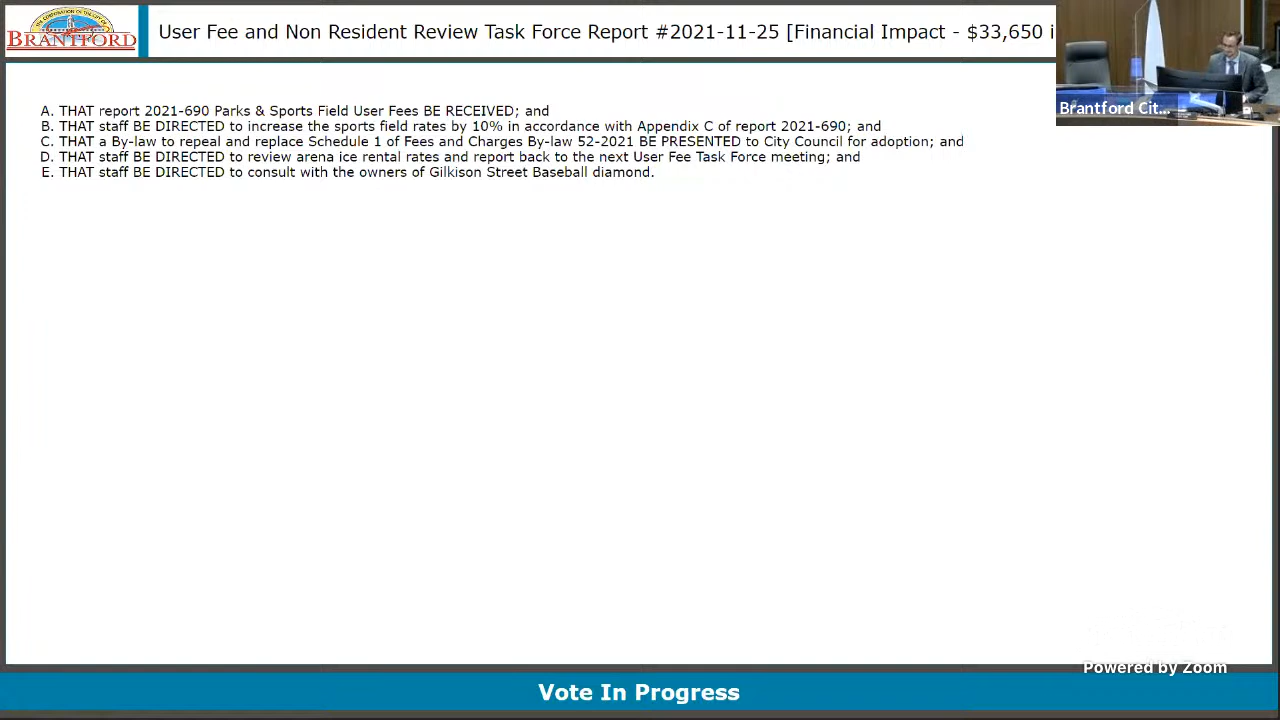 THE CORPORATION OF THE CITY OF
BRANTFORD
User Fee and Non Resident Review Task Force Report #2021-11-25 [Financial Impact - $33,650 i
Brantford Cit...
A. THAT report 2021-690 Parks & Sports Field User Fees BE RECEIVED; and
B. THAT staff BE DIRECTED to increase the sports field rates by 10% in accordance with Appendix C of report 2021-690; and
C. THAT a By-law to repeal and replace Schedule 1 of Fees and Charges By-law 52-2021 BE PRESENTED to City Council for adoption; and
D. THAT staff BE DIRECTED to review arena ice rental rates and report back to the next User Fee Task Force meeting; and
E. THAT staff BE DIRECTED to consult with the owners of Gilkison Street Baseball diamond.
Powered by Zoom
Vote In Progress